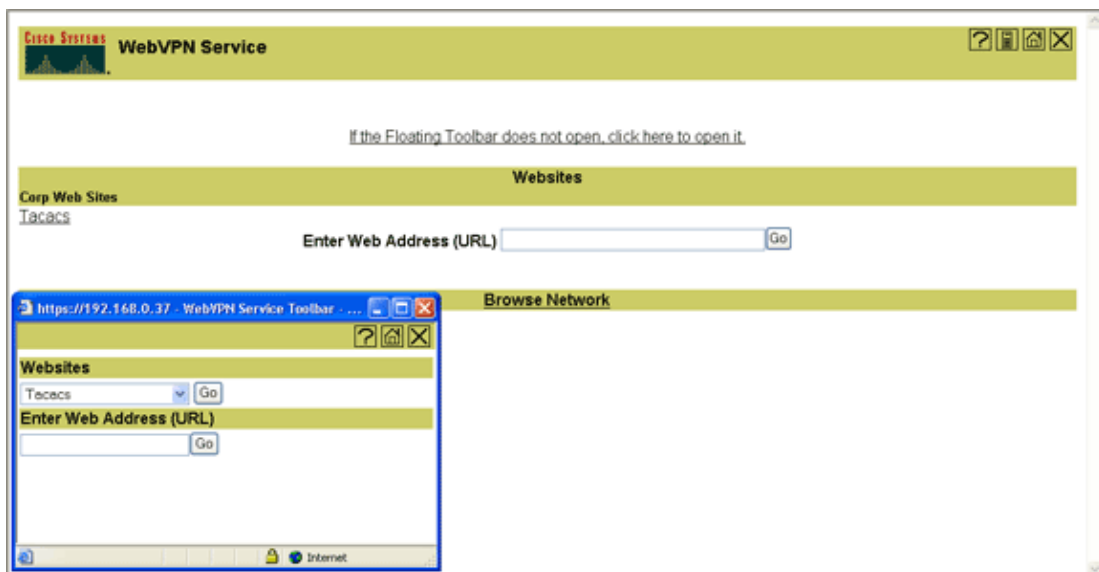 CISCO SYSTEMS
WebVPN Service
If the Floating Toolbar does not open, click here to open it.
Websites
Corp Web Sites
Tacacs
Enter Web Address (URL)
Go
Browse Network
https://192.168.0.37 - WebVPN Service Toolbar - ...
?
Websites
Tacacs
Go
Enter Web Address (URL)
Go
Internet